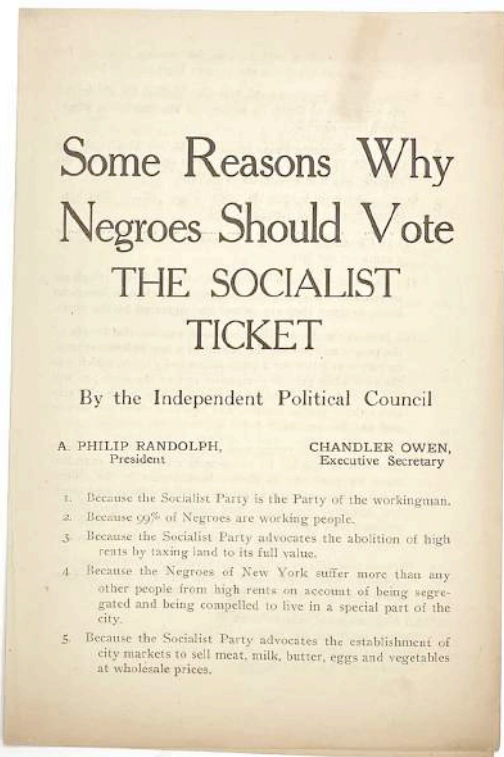 Some Reasons Why
Negroes Should Vote
THE SOCIALIST
TICKET
By the Independent Political Council
A. PHILIP RANDOLPH,
President
CHANDLER OWEN,
Executive Secretary
1. Because the Socialist Party is the Party of the workingman.
2. Because 99% of Negroes are working people.
3. Because the Socialist Party advocates the abolition of high
rents by taxing land to its full value.
4. Because the Negroes of New York suffer more than any
other people from high rents on account of being segre-
gated and being compelled to live in a special part of the
city.
5. Because the Socialist Party advocates the establishment of
city markets to sell meat, milk, butter, eggs and vegetables
at wholesale prices.